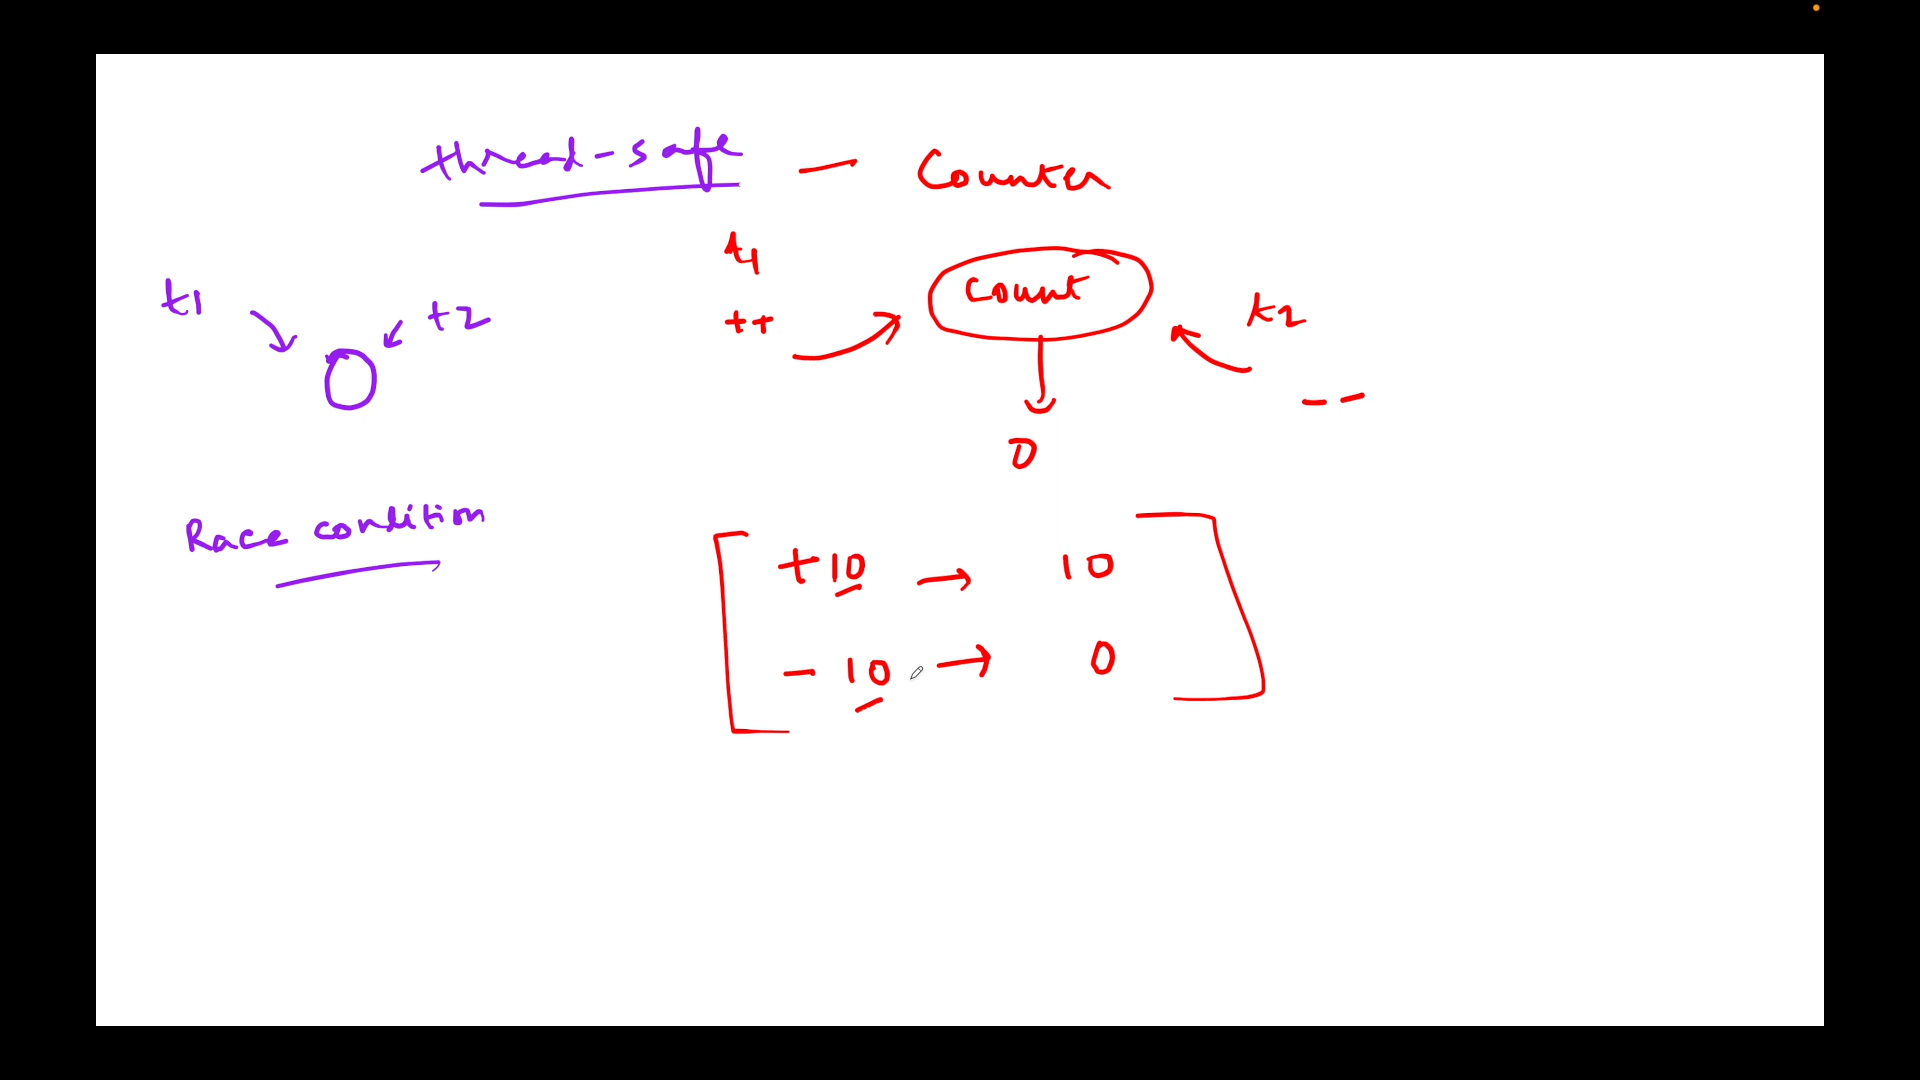 thread-safe — Counter
t1
count
t1
t2
t2
++
--
0
Race condition
+10 → 10
- 10 → 0